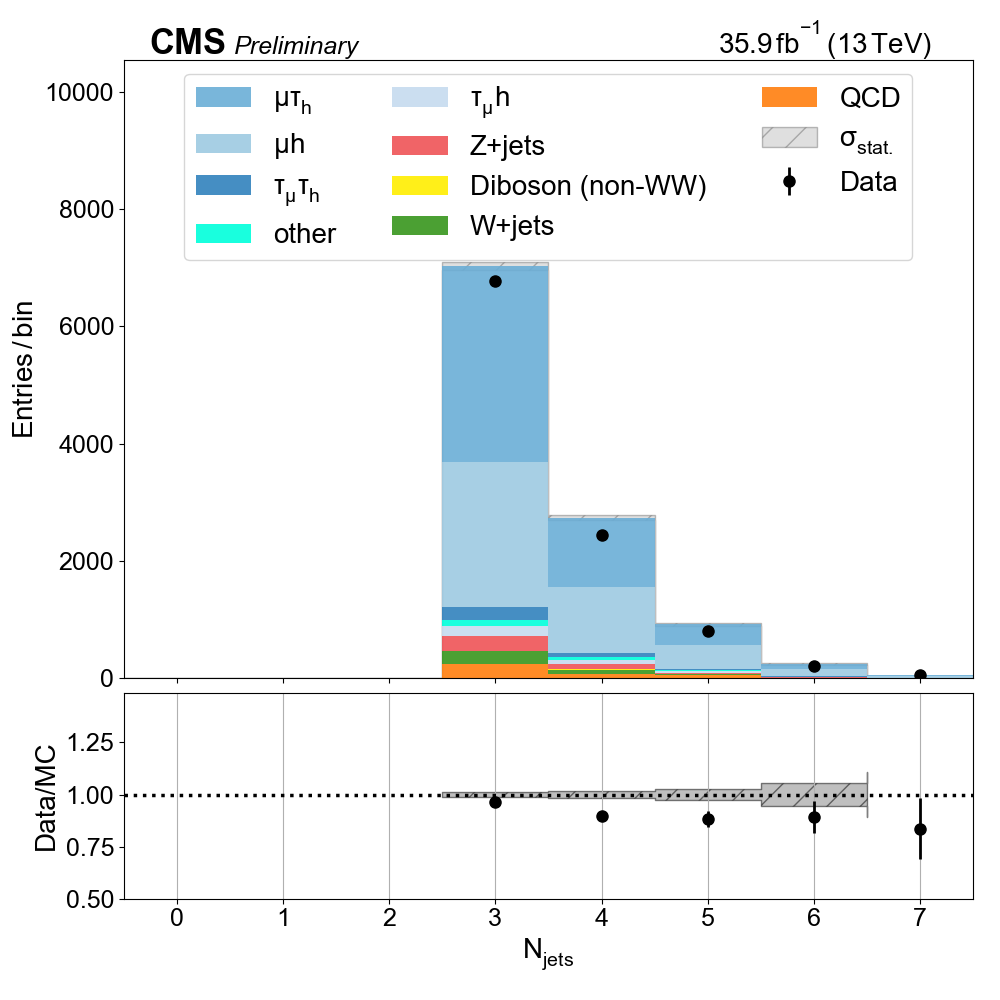 CMS Preliminary 35.9 fb⁻¹ (13 TeV)
10000
8000
6000
4000
2000
0
Entries / bin
μτh
μh
τμτh
other
τμh
Z+jets
Diboson (non-WW)
W+jets
QCD
σstat.
Data
1.25
1.00
0.75
0.50
Data/MC
0 1 2 3 4 5 6 7
Njets